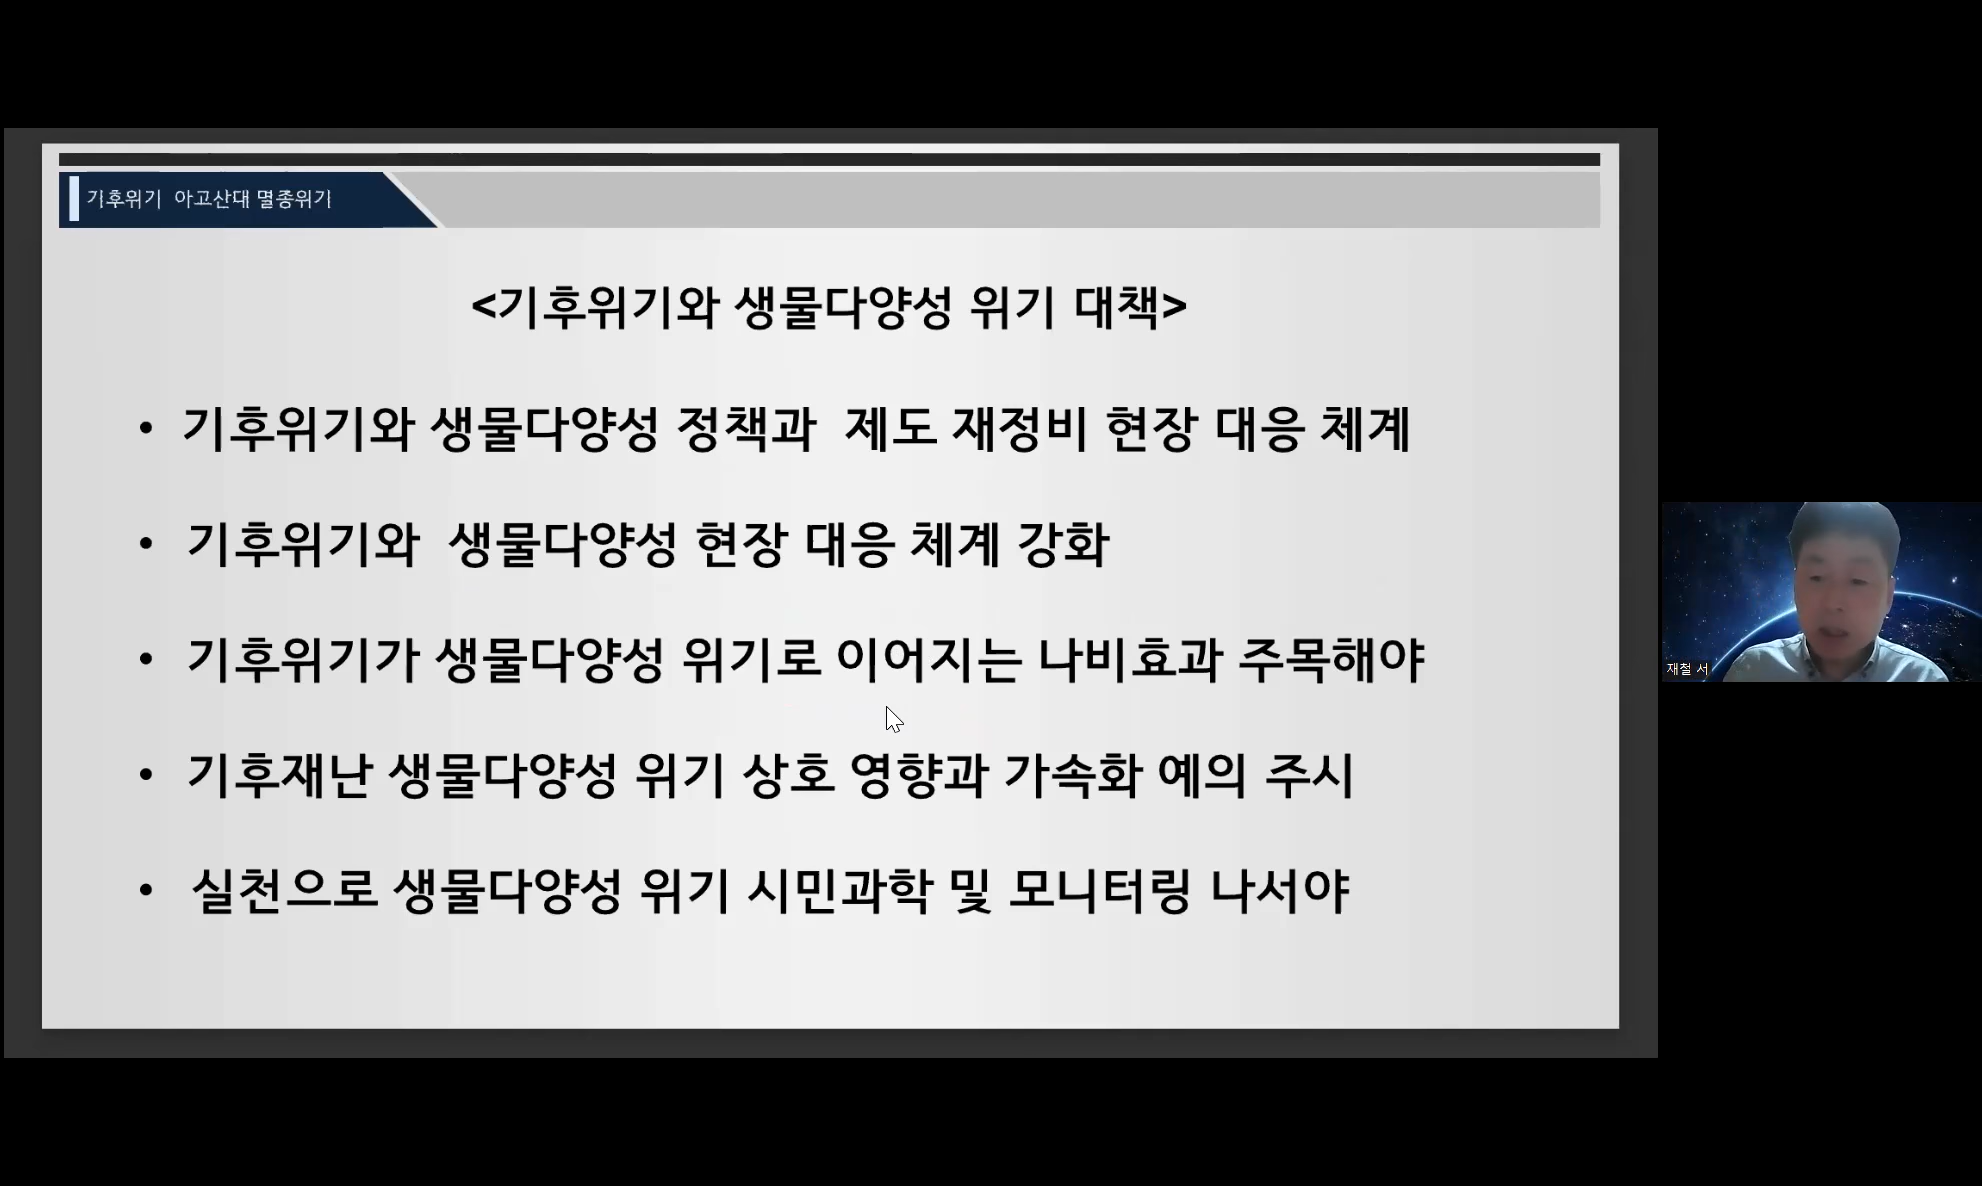 기후위기 아고산대 멸종위기
<기후위기와 생물다양성 위기 대책>
• 기후위기와 생물다양성 정책과 제도 재정비 현장 대응 체계
• 기후위기와 생물다양성 현장 대응 체계 강화
• 기후위기가 생물다양성 위기로 이어지는 나비효과 주목해야
• 기후재난 생물다양성 위기 상호 영향과 가속화 예의 주시
• 실천으로 생물다양성 위기 시민과학 및 모니터링 나서야
재철 서